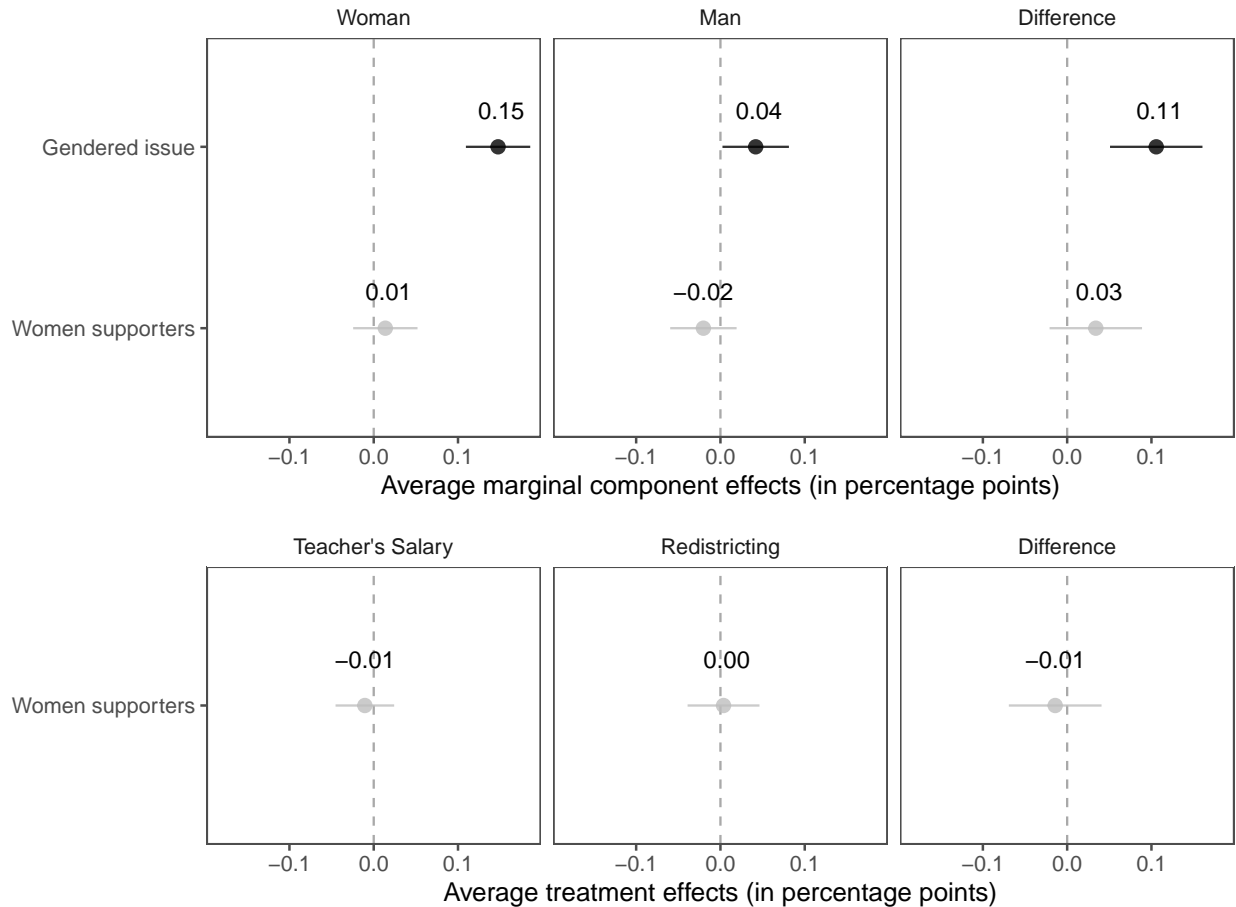 Woman Man Difference
0.15 0.04 0.11
Gendered issue
0.01 −0.02 0.03
Women supporters
−0.1 0.0 0.1 −0.1 0.0 0.1 −0.1 0.0 0.1
Average marginal component effects (in percentage points)
Teacher's Salary Redistricting Difference
−0.01 0.00 −0.01
Women supporters
−0.1 0.0 0.1 −0.1 0.0 0.1 −0.1 0.0 0.1
Average treatment effects (in percentage points)